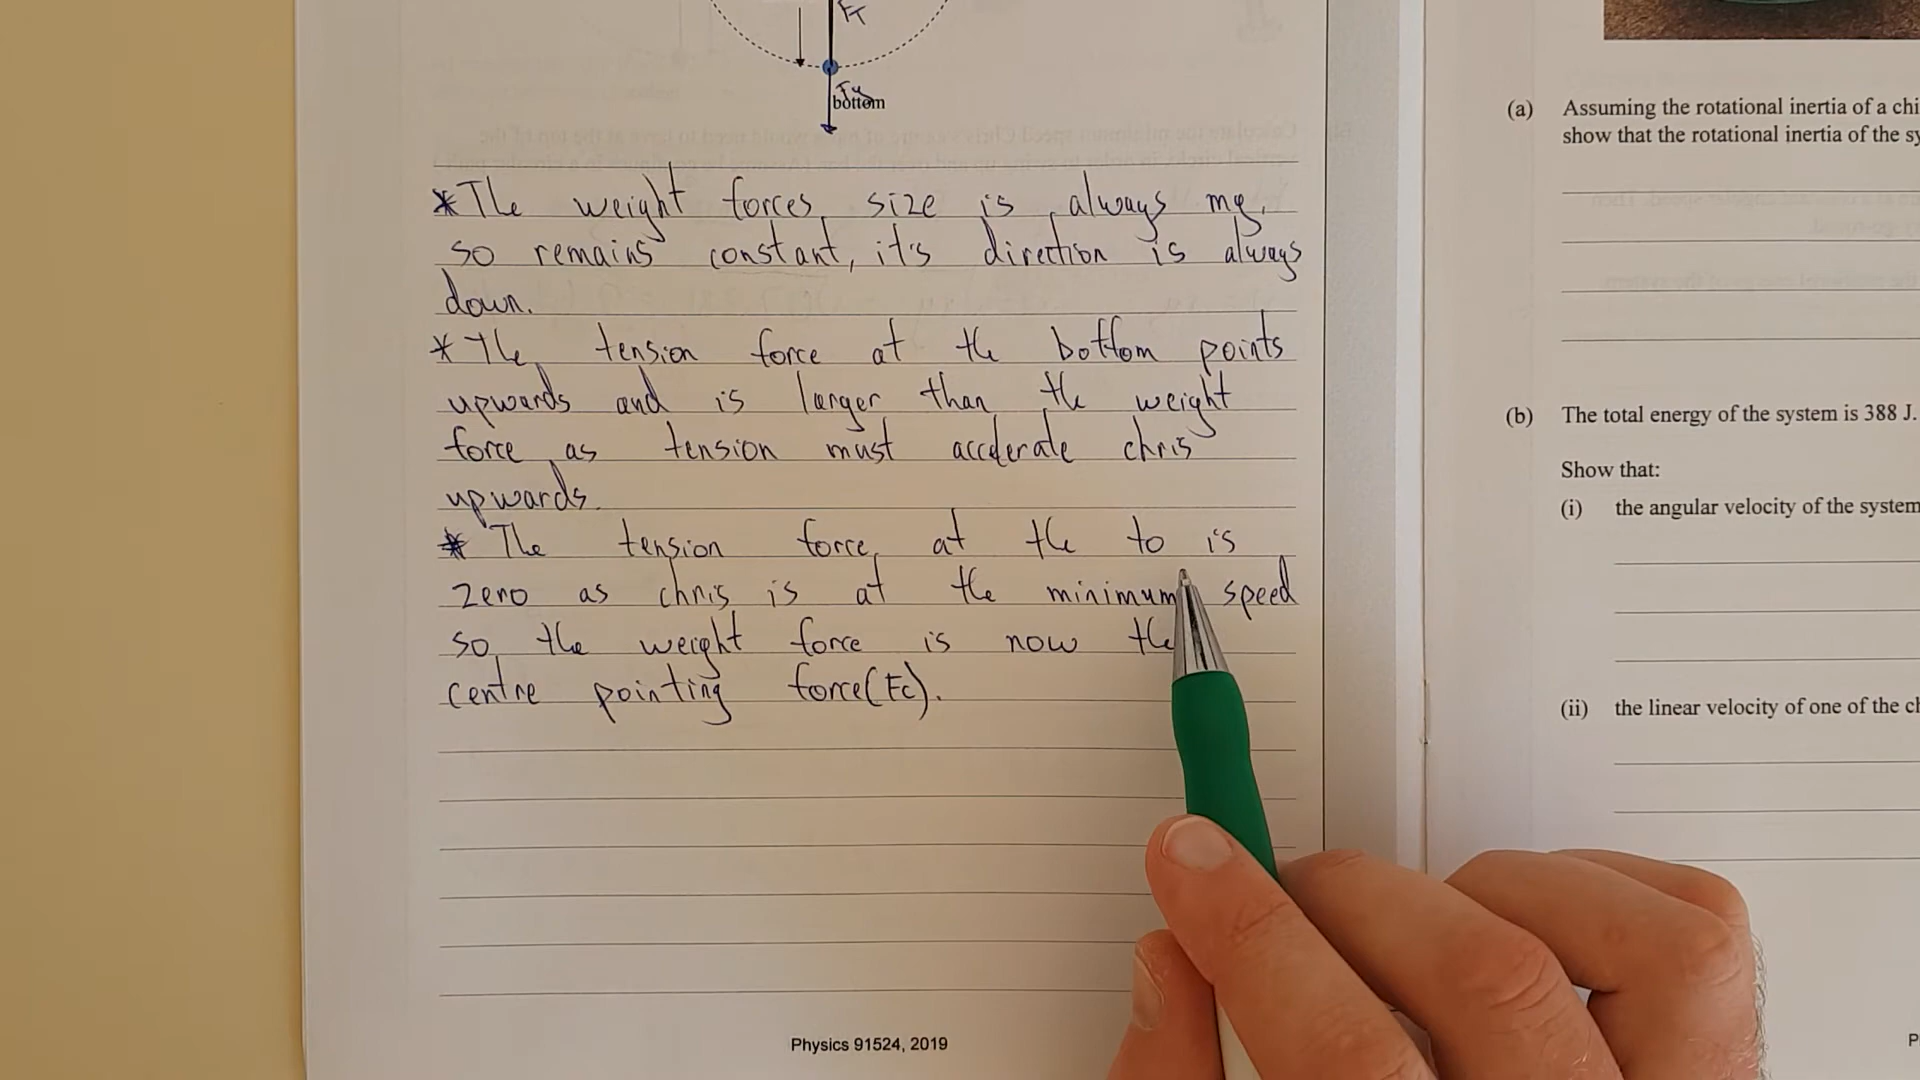 FT
Fg
bottom
*The weight forces size is always mg,
so remains constant, it's direction is always
down.
*The tension force at the bottom points
upwards and is larger than the weight
force as tension must accelerate chris
upwards.
* The tension force at the to is
zero as chris is at the minimum speed
so the weight force is now the
centre pointing force(Fc).
Physics 91524, 2019
(a) Assuming the rotational inertia of a chi
show that the rotational inertia of the sy
(b) The total energy of the system is 388 J.
Show that:
(i) the angular velocity of the system
(ii) the linear velocity of one of the cl
P